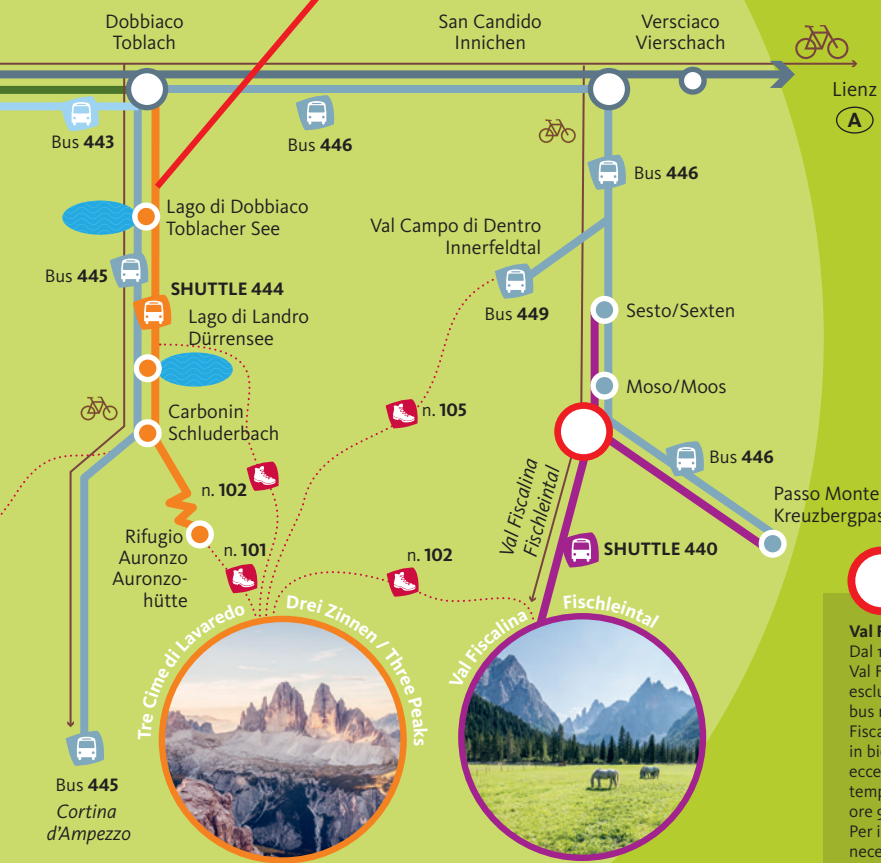 Dobbiaco
Toblach
San Candido
Innichen
Versciaco
Vierschach
Lienz
A
Bus 443
Bus 446
Bus 446
Lago di Dobbiaco
Toblacher See
Val Campo di Dentro
Innerfeldtal
Bus 445
SHUTTLE 444
Lago di Landro
Dürrensee
Bus 449
Sesto/Sexten
Moso/Moos
n. 105
Carbonin
Schluderbach
Bus 446
n. 102
Val Fiscalina
Fischleintal
Passo Monte
Kreuzbergpas
Rifugio
Auronzo
Auronzo-
hütte
n. 101
n. 102
SHUTTLE 440
Tre Cime di Lavaredo
Drei Zinnen / Three Peaks
Val Fiscalina
Fischleintal
Val F
Dal 1
Val F
esclu
bus n
Fisca
in bic
ecce
temp
ore 9
Per i
nece
Bus 445
Cortina
d'Ampezzo